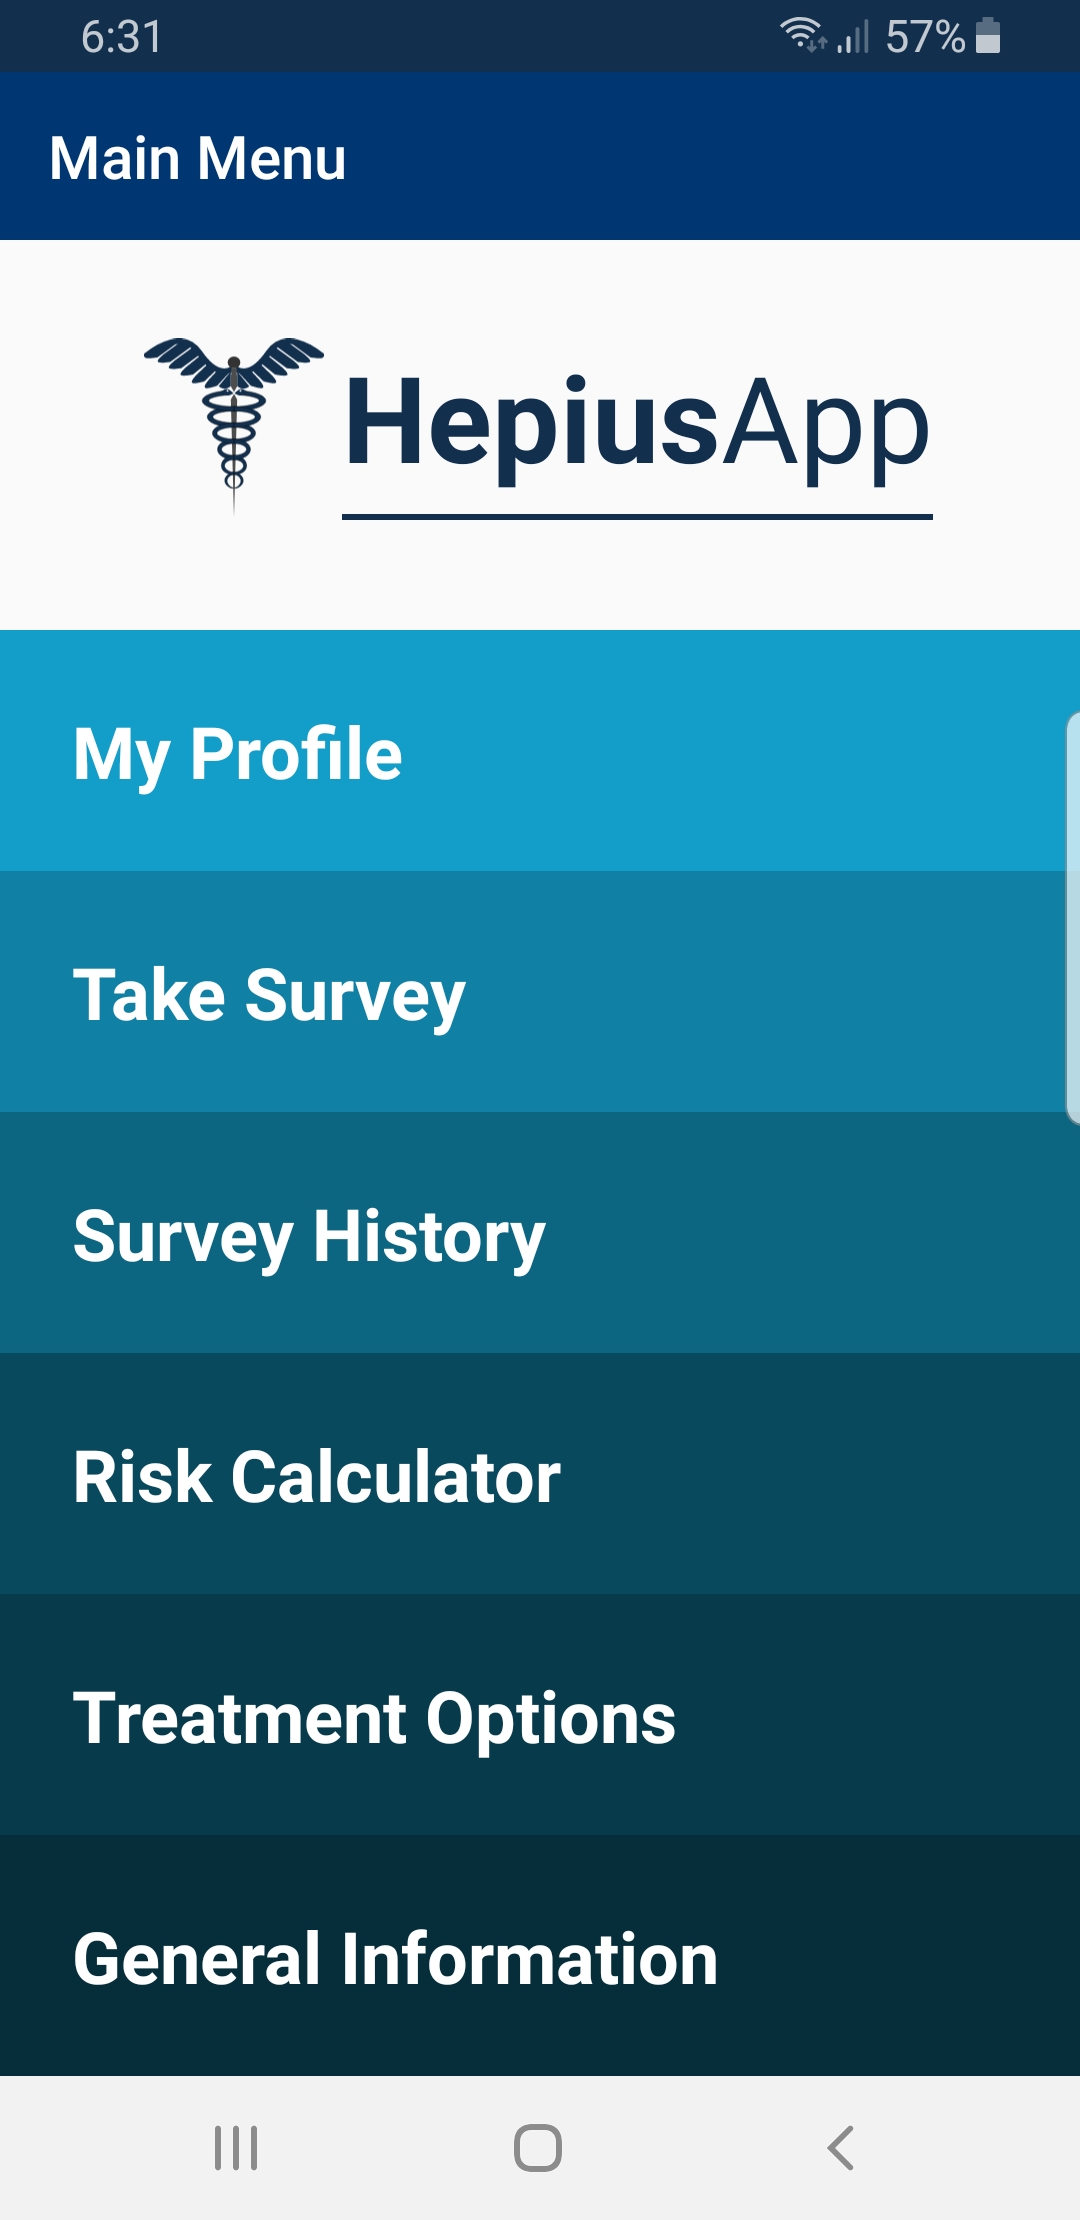 6:31 57%
Main Menu
HepiusApp
My Profile
Take Survey
Survey History
Risk Calculator
Treatment Options
General Information